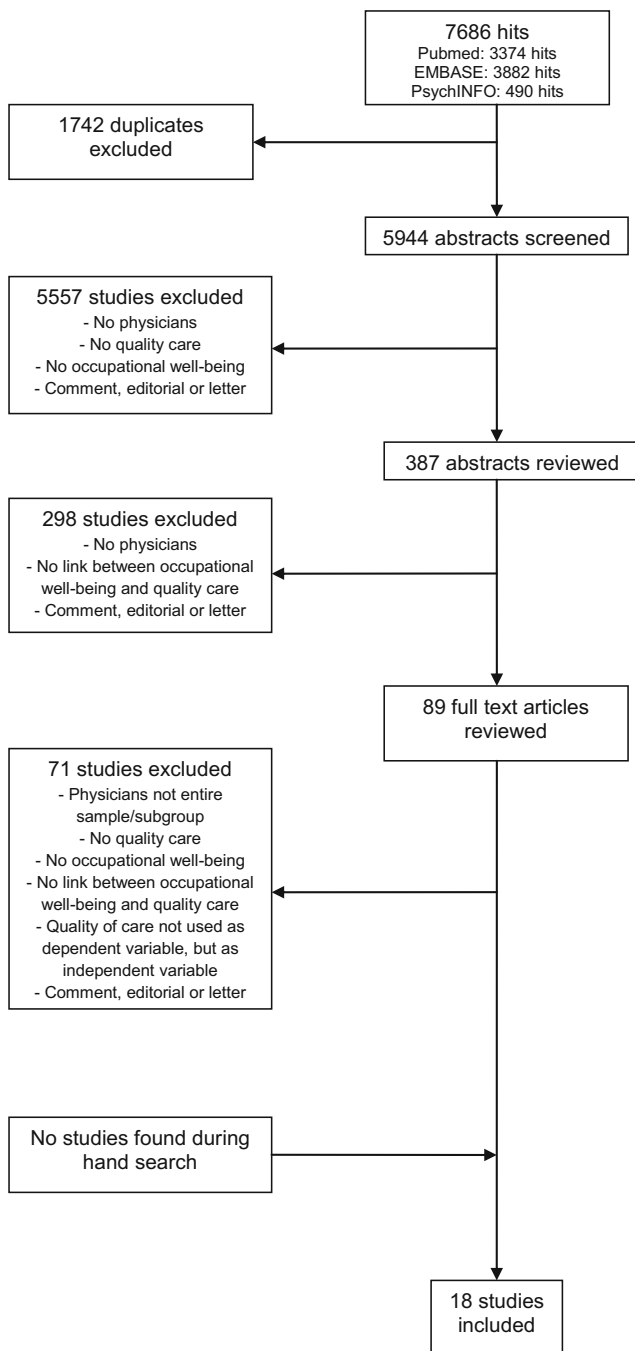 7686 hits
Pubmed: 3374 hits
EMBASE: 3882 hits
PsychINFO: 490 hits
1742 duplicates
excluded
5944 abstracts screened
5557 studies excluded
- No physicians
- No quality care
- No occupational well-being
- Comment, editorial or letter
387 abstracts reviewed
298 studies excluded
- No physicians
- No link between occupational
well-being and quality care
- Comment, editorial or letter
89 full text articles
reviewed
71 studies excluded
- Physicians not entire
sample/subgroup
- No quality care
- No occupational well-being
- No link between occupational
well-being and quality care
- Quality of care not used as
dependent variable, but as
independent variable
- Comment, editorial or letter
No studies found during
hand search
18 studies
included